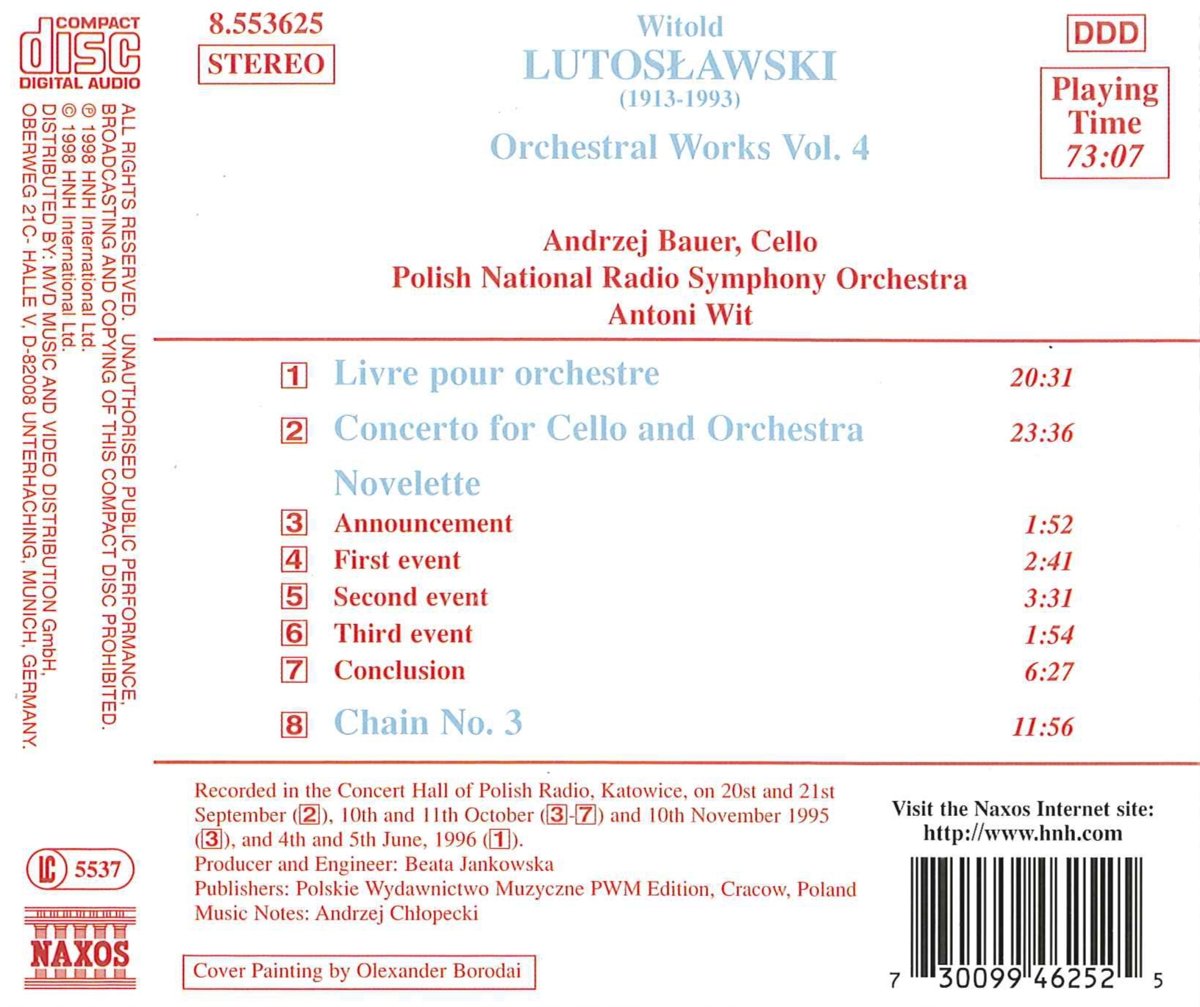 COMPACT
disc
DIGITAL AUDIO
8.553625
STEREO
Witold
LUTOSŁAWSKI
(1913-1993)
Orchestral Works Vol. 4
DDD
Playing
Time
73:07
Andrzej Bauer, Cello
Polish National Radio Symphony Orchestra
Antoni Wit
1 Livre pour orchestre 20:31
2 Concerto for Cello and Orchestra 23:36
Novelette
3 Announcement 1:52
4 First event 2:41
5 Second event 3:31
6 Third event 1:54
7 Conclusion 6:27
8 Chain No. 3 11:56
Recorded in the Concert Hall of Polish Radio, Katowice, on 20st and 21st
September (2), 10th and 11th October (3-7) and 10th November 1995
(3), and 4th and 5th June, 1996 (1).
Producer and Engineer: Beata Jankowska
Publishers: Polskie Wydawnictwo Muzyczne PWM Edition, Cracow, Poland
Music Notes: Andrzej Chłopecki
Cover Painting by Olexander Borodai
Visit the Naxos Internet site:
http://www.hnh.com
7 30099 46252 5
ALL RIGHTS RESERVED. UNAUTHORISED PUBLIC PERFORMANCE,
BROADCASTING AND COPYING OF THIS COMPACT DISC PROHIBITED.
℗ 1998 HNH International Ltd.
© 1998 HNH International Ltd.
DISTRIBUTED BY: MVD MUSIC AND VIDEO DISTRIBUTION GmbH,
OBERWEG 21C- HALLE V, D-82008 UNTERHACHING, MUNICH, GERMANY.
LC 5537
NAXOS